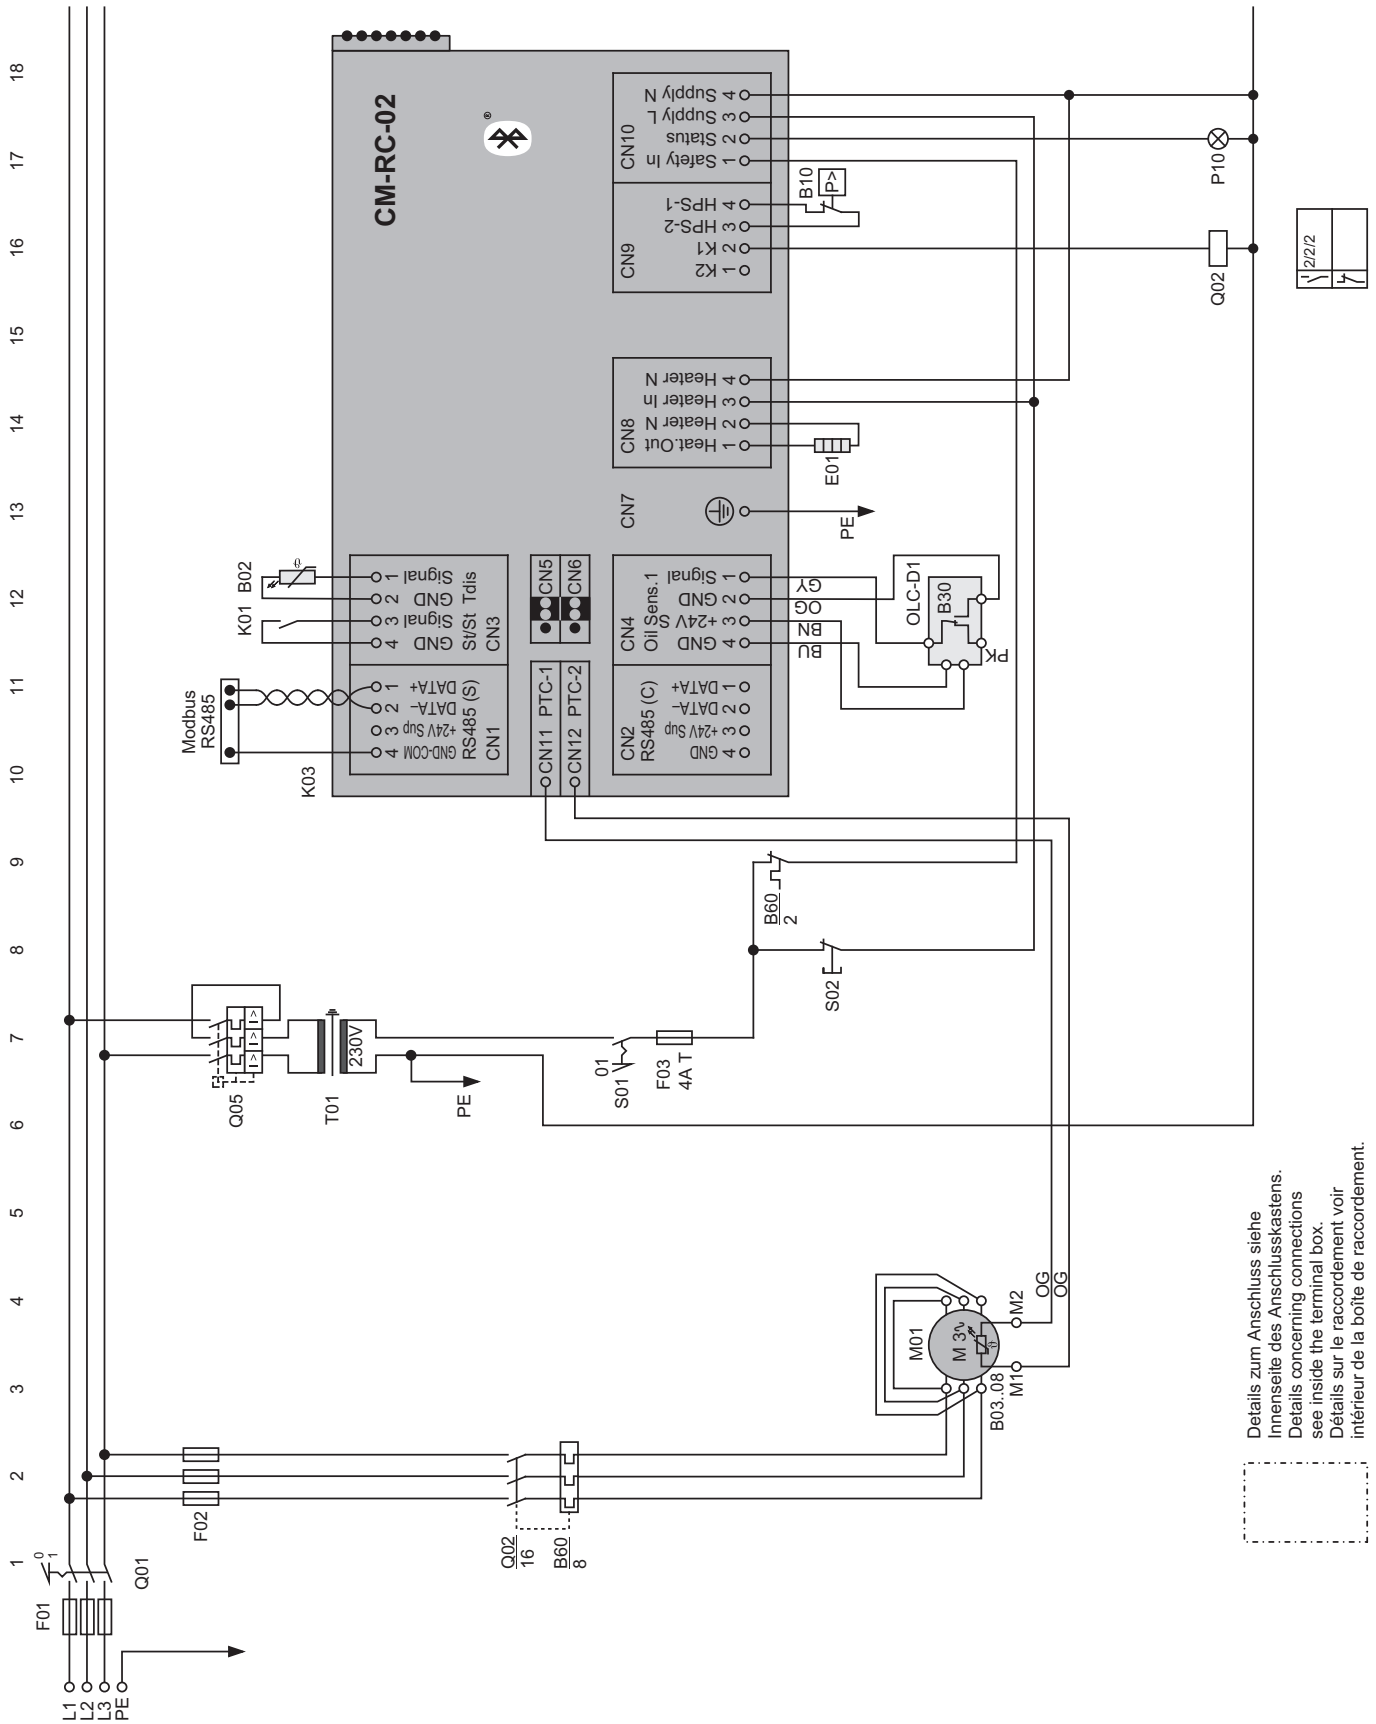 1
2
3
4
5
6
7
8
9
10
11
12
13
14
15
16
17
18
L1
L2
L3
PE
F01
0
1
Q01
F02
Q02
16
B60
8
M01
M 3~
B03..08
M1
M2
OG
OG
Q05
T01
230V
PE
01
S01
F03
4A T
S02
B60
2
Modbus
RS485
K03
K01
B02
ϑ
CM-RC-02
®
4 GND-COM
3 +24V Sup
2 DATA–
1 DATA+
RS485 (S)
CN1
4 GND
3 Signal
2 GND
1 Signal
St/St Tdis
CN3
CN11 PTC-1
CN12 PTC-2
CN5
CN6
CN2
RS485 (C)
GND 4
+24V Sup 3
DATA– 2
DATA+ 1
CN4
Oil Sens.1
GND 4
+24V S 3
GND 2
Signal 1
BU
BN
OG
GY
OLC-D1
B30
PK
CN7
PE
CN8
Heat.Out 1
Heater N 2
Heater In 3
Heater N 4
E01
CN9
K2 1
K1 2
HPS-2 3
HPS-1 4
B10
P>
CN10
Safety In 1
Status 2
Supply L 3
Supply N 4
Q02
P10
2/2/2
Details zum Anschluss siehe
Innenseite des Anschlusskastens.
Details concerning connections
see inside the terminal box.
Détails sur le raccordement voir
intérieur de la boîte de raccordement.